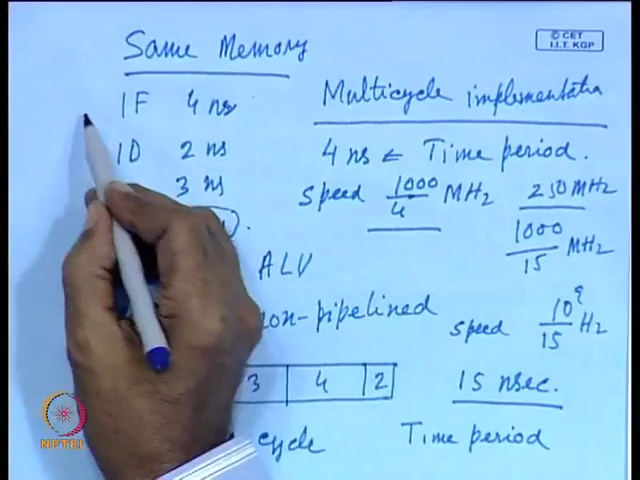 Same Memory
© CET
I.I.T. KGP
IF 4 ns
Multicycle implementation
ID 2 ns
4 ns ← Time period.
3 ns
speed 1000/4 MHz 250 MHz
1000/15 MHz
ALU
non-pipelined
speed 10⁹/15 Hz
3 4 2
15 nsec.
cycle
Time period
NPTEL